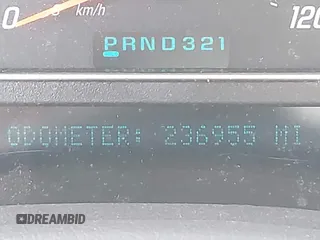 0
km/h
120
PRND321
ODOMETER: 236955 MI
DREAMBID